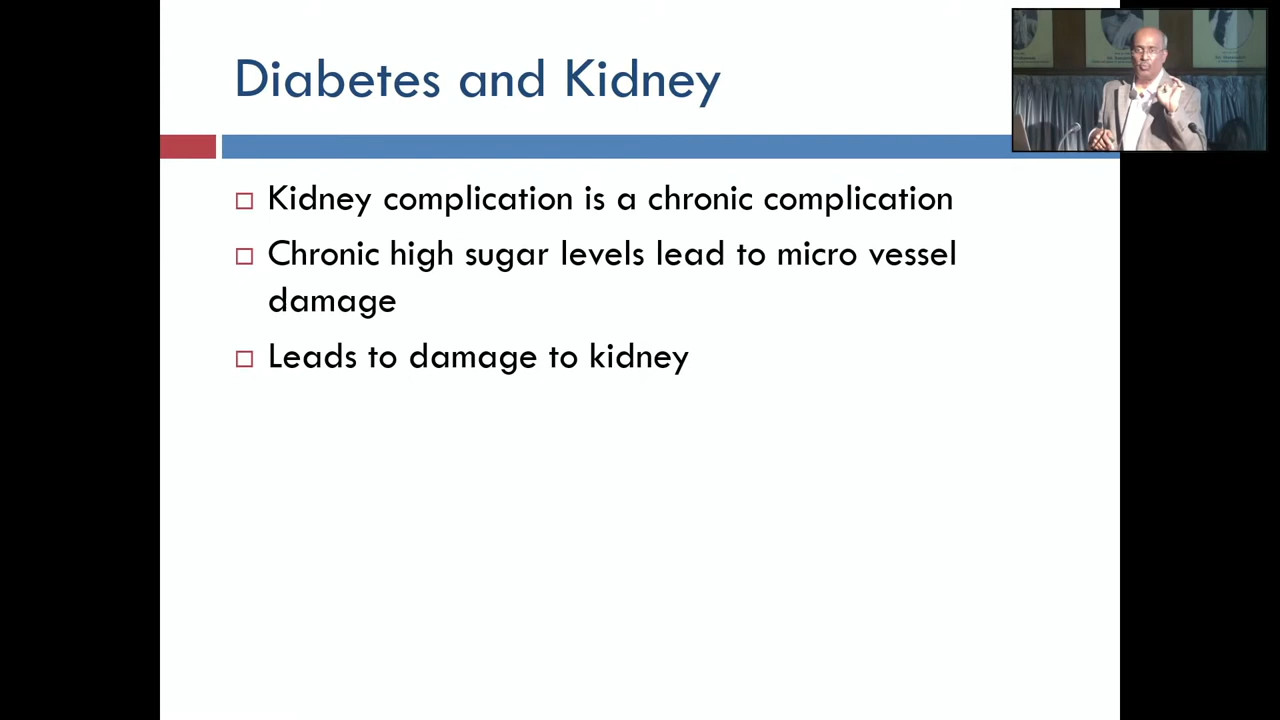 Diabetes and Kidney
Kidney complication is a chronic complication
Chronic high sugar levels lead to micro vessel
damage
Leads to damage to kidney